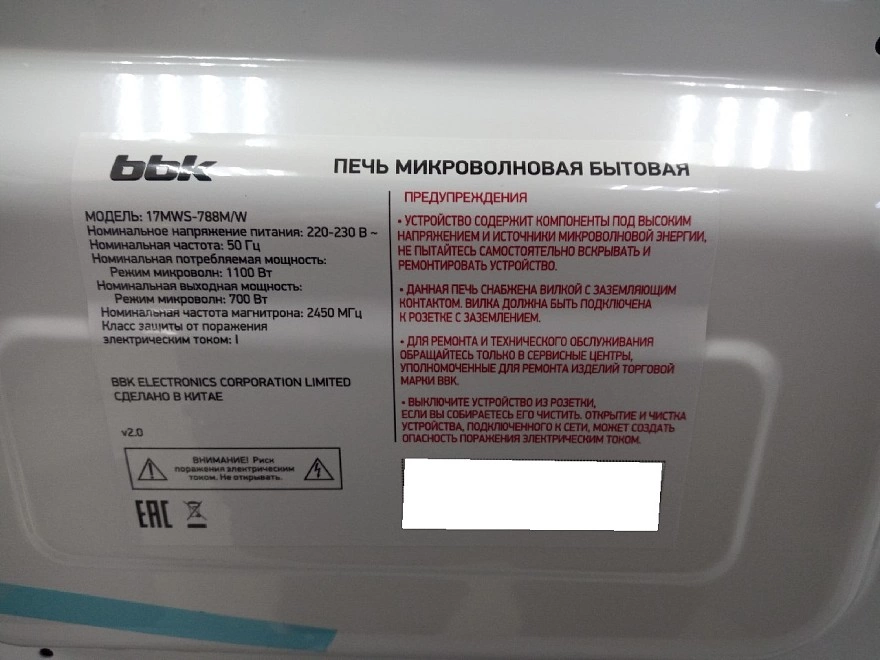 bbk
ПЕЧЬ МИКРОВОЛНОВАЯ БЫТОВАЯ
МОДЕЛЬ: 17MWS-788M/W
Номинальное напряжение питания: 220-230 В ~
Номинальная частота: 50 Гц
Номинальная потребляемая мощность:
Режим микроволн: 1100 Вт
Номинальная выходная мощность:
Режим микроволн: 700 Вт
Номинальная частота магнетрона: 2450 МГц
Класс защиты от поражения
электрическим током: I
BBK ELECTRONICS CORPORATION LIMITED
СДЕЛАНО В КИТАЕ
v2.0
ВНИМАНИЕ! Риск
поражения электрическим
током. Не открывать.
EAC
ПРЕДУПРЕЖДЕНИЯ
• УСТРОЙСТВО СОДЕРЖИТ КОМПОНЕНТЫ ПОД ВЫСОКИМ
НАПРЯЖЕНИЕМ И ИСТОЧНИКИ МИКРОВОЛНОВОЙ ЭНЕРГИИ,
НЕ ПЫТАЙТЕСЬ САМОСТОЯТЕЛЬНО ВСКРЫВАТЬ И
РЕМОНТИРОВАТЬ УСТРОЙСТВО.
• ДАННАЯ ПЕЧЬ СНАБЖЕНА ВИЛКОЙ С ЗАЗЕМЛЯЮЩИМ
КОНТАКТОМ. ВИЛКА ДОЛЖНА БЫТЬ ПОДКЛЮЧЕНА
К РОЗЕТКЕ С ЗАЗЕМЛЕНИЕМ.
• ДЛЯ РЕМОНТА И ТЕХНИЧЕСКОГО ОБСЛУЖИВАНИЯ
ОБРАЩАЙТЕСЬ ТОЛЬКО В СЕРВИСНЫЕ ЦЕНТРЫ,
УПОЛНОМОЧЕННЫЕ ДЛЯ РЕМОНТА ИЗДЕЛИЙ ТОРГОВОЙ
МАРКИ BBK.
• ВЫКЛЮЧИТЕ УСТРОЙСТВО ИЗ РОЗЕТКИ,
ЕСЛИ ВЫ СОБИРАЕТЕСЬ ЕГО ЧИСТИТЬ. ОТКРЫТИЕ И ЧИСТКА
УСТРОЙСТВА, ПОДКЛЮЧЕННОГО К СЕТИ, МОЖЕТ СОЗДАТЬ
ОПАСНОСТЬ ПОРАЖЕНИЯ ЭЛЕКТРИЧЕСКИМ ТОКОМ.